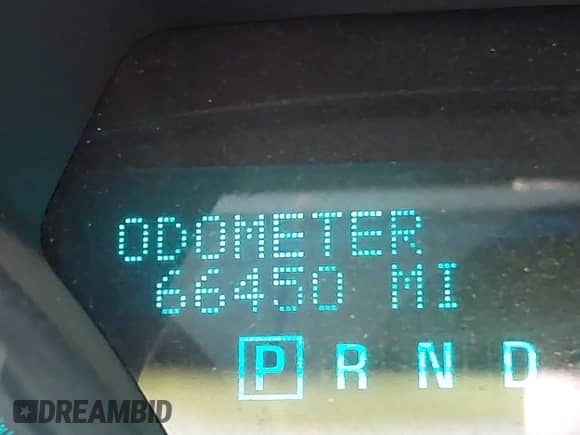 ODOMETER
66450 MI
P R N D
DREAMBID